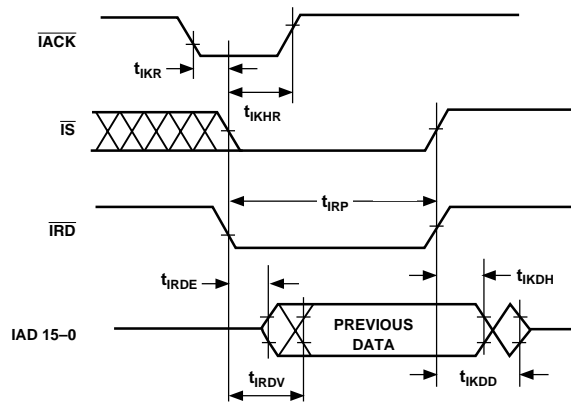 IACK
tIKR
tIKHR
IS
tIRP
IRD
tIRDE
tIKDH
IAD 15–0
PREVIOUS
DATA
tIKDD
tIRDV